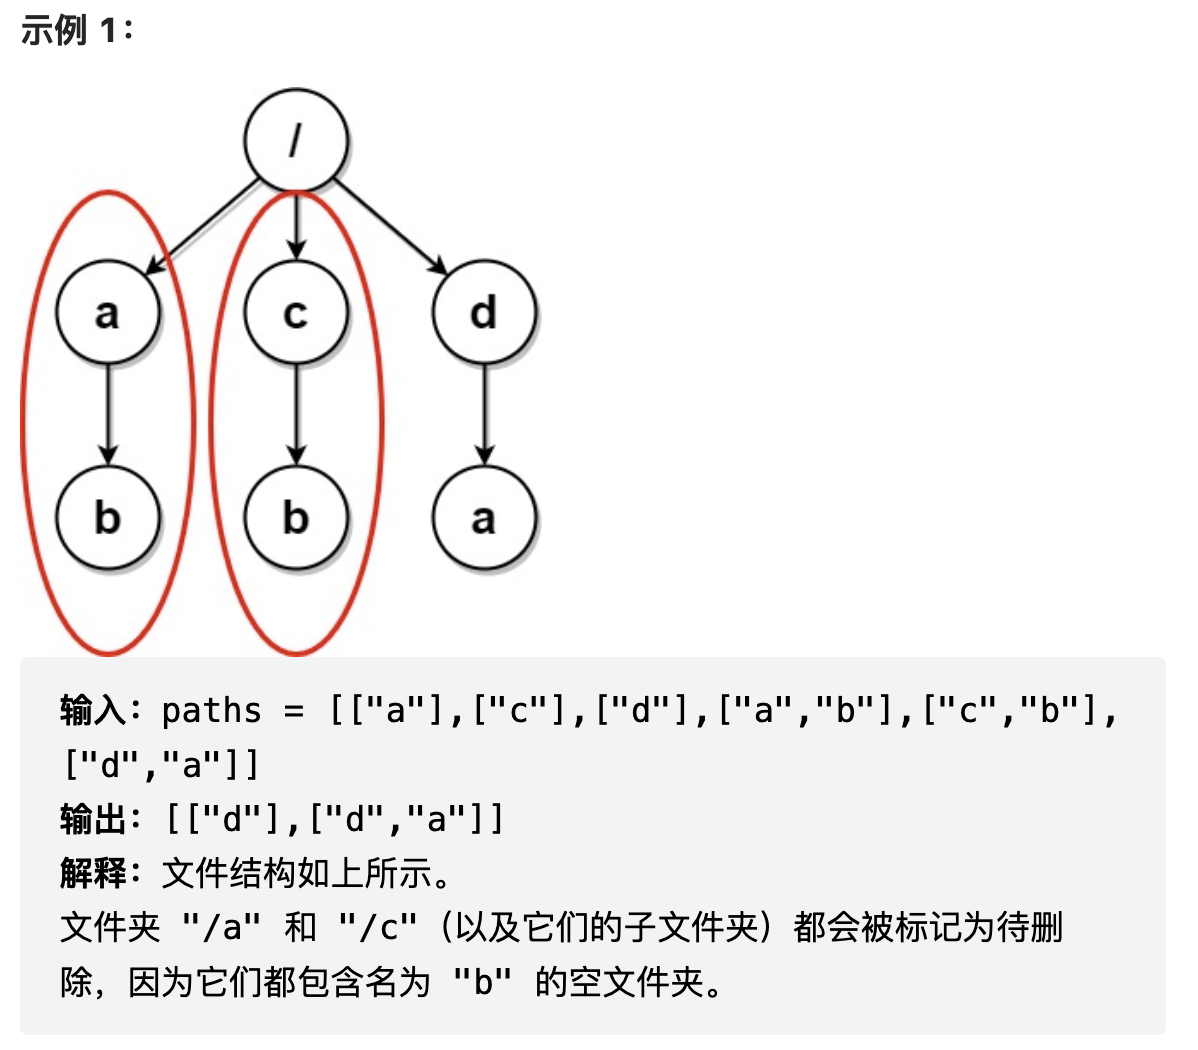 示例 1：
/
a c d
b b a
输入：paths = [["a"],["c"],["d"],["a","b"],["c","b"],
["d","a"]]
输出：[["d"],["d","a"]]
解释：文件结构如上所示。
文件夹 "/a" 和 "/c"（以及它们的子文件夹）都会被标记为待删
除，因为它们都包含名为 "b" 的空文件夹。